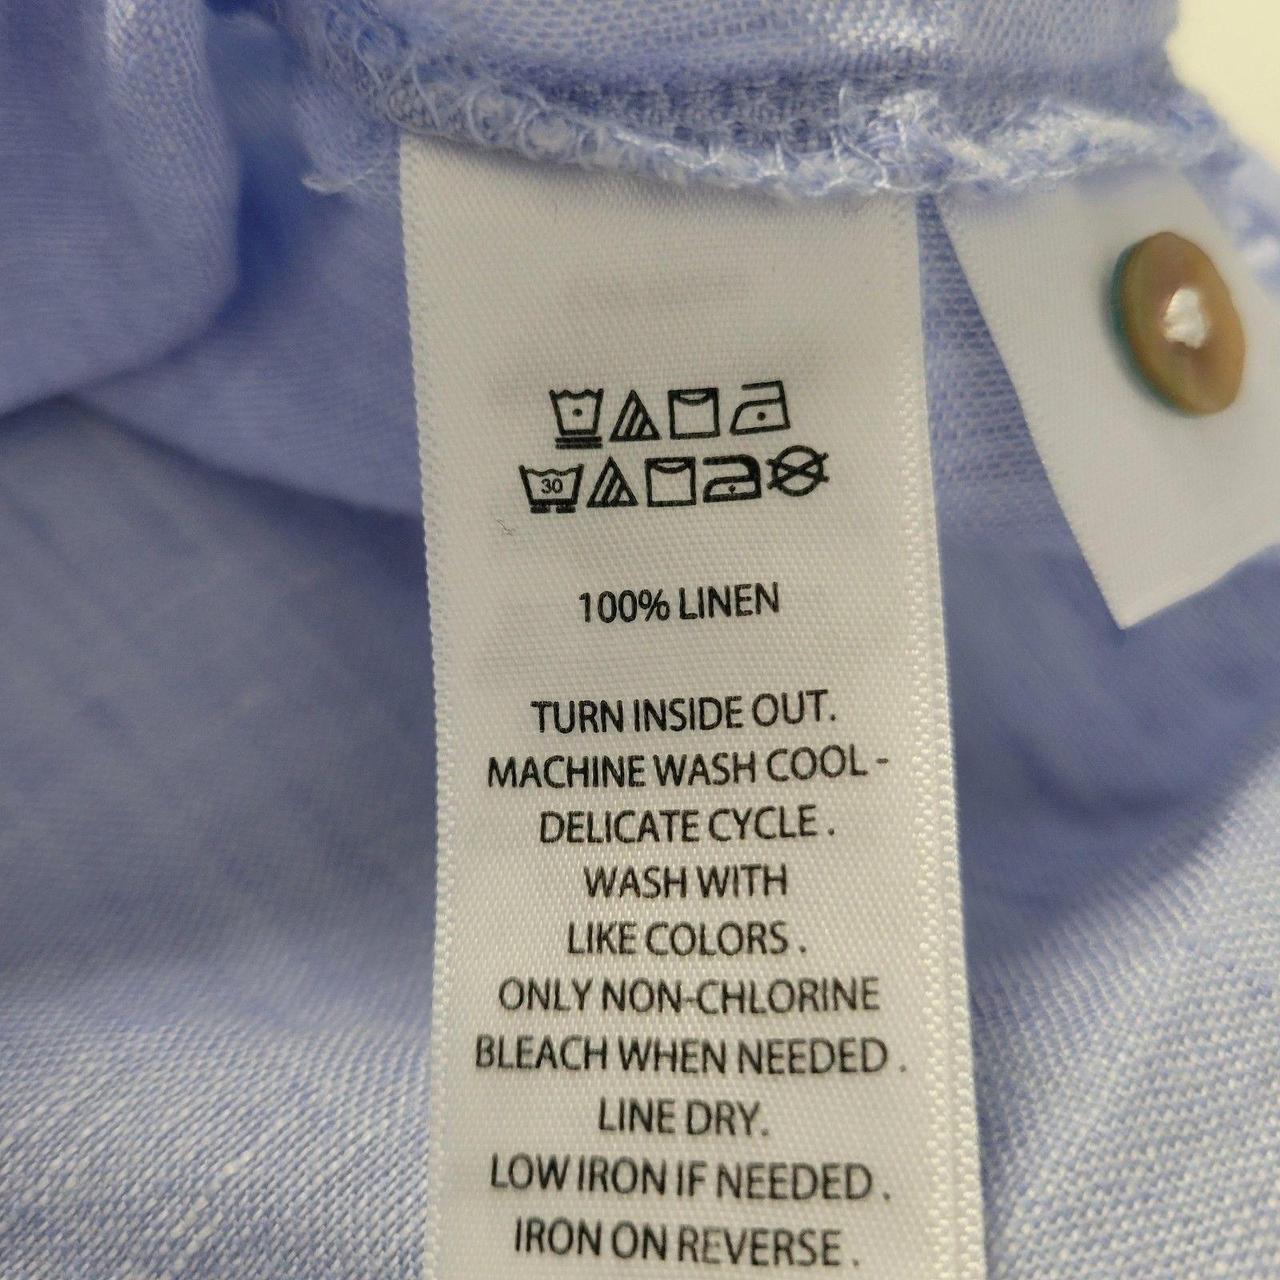 30
100% LINEN
TURN INSIDE OUT.
MACHINE WASH COOL -
DELICATE CYCLE .
WASH WITH
LIKE COLORS .
ONLY NON-CHLORINE
BLEACH WHEN NEEDED .
LINE DRY.
LOW IRON IF NEEDED .
IRON ON REVERSE .